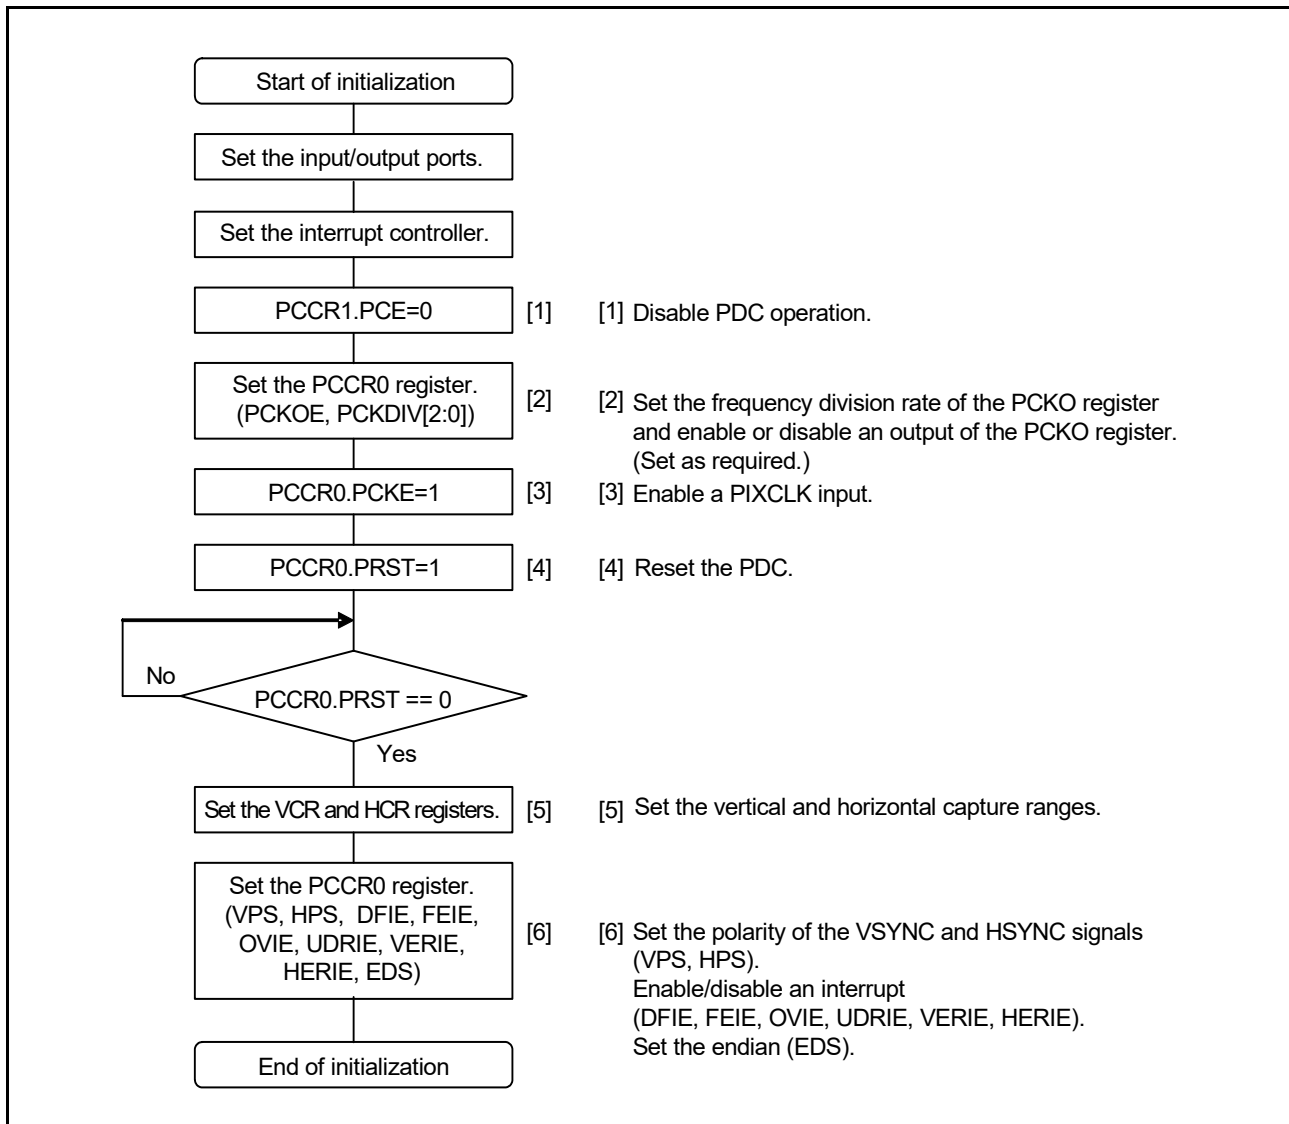 Start of initialization
Set the input/output ports.
Set the interrupt controller.
PCCR1.PCE=0 [1] [1] Disable PDC operation.
Set the PCCR0 register.
(PCKOE, PCKDIV[2:0])
[2] [2] Set the frequency division rate of the PCKO register
and enable or disable an output of the PCKO register.
(Set as required.)
PCCR0.PCKE=1 [3] [3] Enable a PIXCLK input.
PCCR0.PRST=1 [4] [4] Reset the PDC.
No
PCCR0.PRST == 0
Yes
Set the VCR and HCR registers. [5] [5] Set the vertical and horizontal capture ranges.
Set the PCCR0 register.
(VPS, HPS, DFIE, FEIE,
OVIE, UDRIE, VERIE,
HERIE, EDS)
[6] [6] Set the polarity of the VSYNC and HSYNC signals
(VPS, HPS).
Enable/disable an interrupt
(DFIE, FEIE, OVIE, UDRIE, VERIE, HERIE).
Set the endian (EDS).
End of initialization